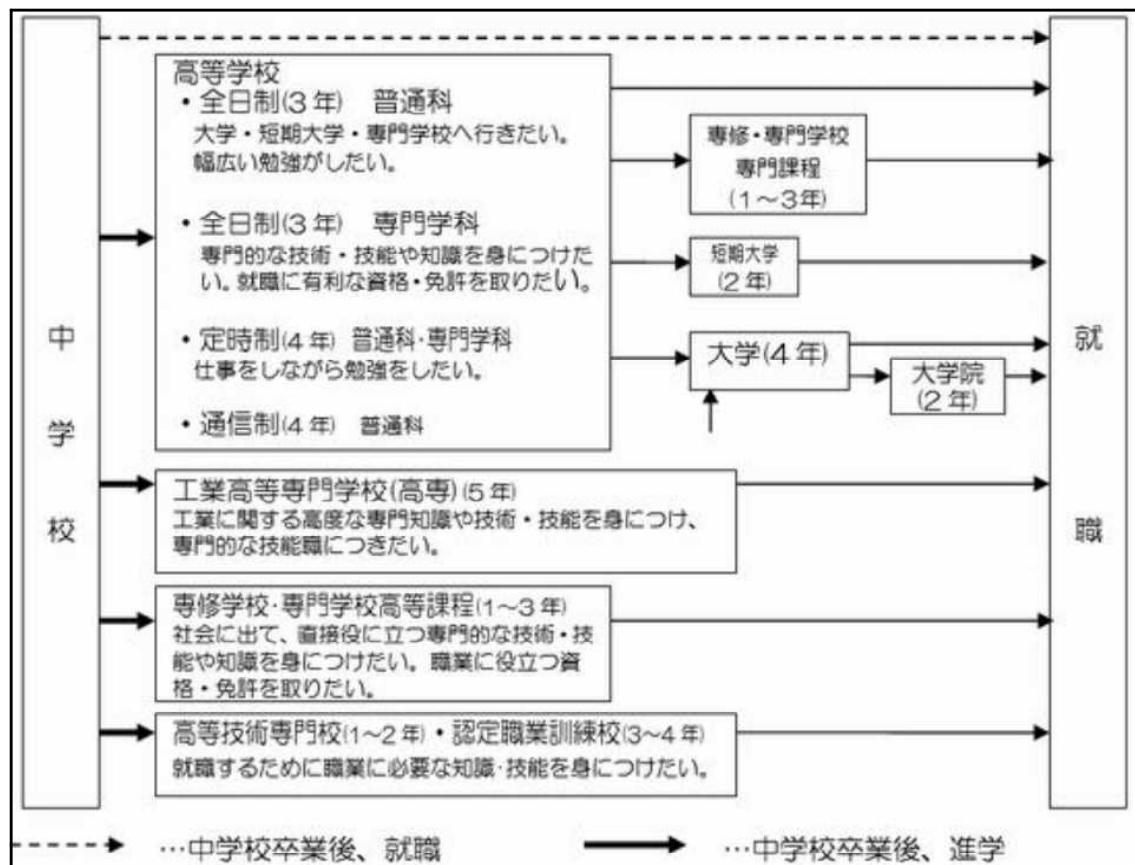 中学校
高等学校
・全日制(3年) 普通科
大学・短期大学・専門学校へ行きたい。
幅広い勉強がしたい。
・全日制(3年) 専門学科
専門的な技術・技能や知識を身につけた
い。就職に有利な資格・免許を取りたい。
・定時制(4年) 普通科・専門学科
仕事をしながら勉強をしたい。
・通信制(4年) 普通科
専修・専門学校
専門課程
(1～3年)
短期大学
(2年)
大学(4年)
大学院
(2年)
工業高等専門学校(高専)(5年)
工業に関する高度な専門知識や技術・技能を身につけ、
専門的な技能職につきたい。
専修学校・専門学校高等課程(1～3年)
社会に出て、直接役に立つ専門的な技術・技
能や知識を身につけたい。職業に役立つ資
格・免許を取りたい。
高等技術専門校(1～2年)・認定職業訓練校(3～4年)
就職するために職業に必要な知識・技能を身につけたい。
就職
…中学校卒業後、就職
…中学校卒業後、進学